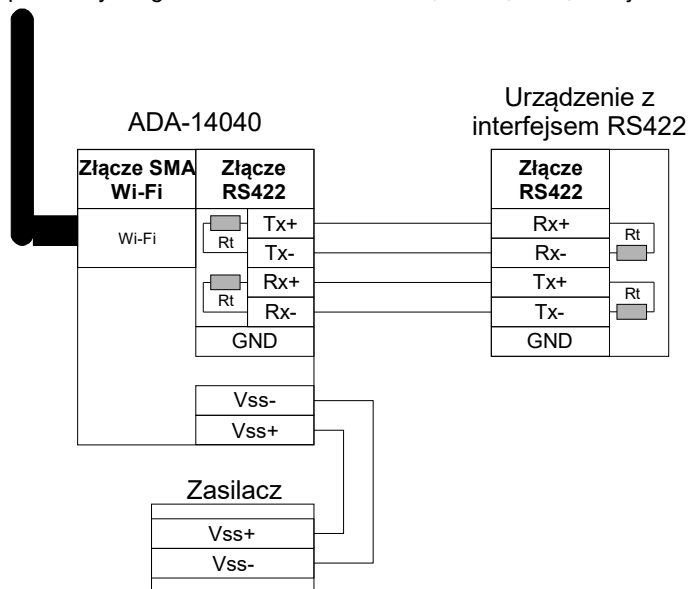 ADA-14040
Złącze SMA
Wi-Fi
Złącze
RS422
Wi-Fi
Rt
Tx+
Tx-
Rt
Rx+
Rx-
GND
Vss-
Vss+
Urządzenie z
interfejsem RS422
Złącze
RS422
Rx+
Rx-
Rt
Tx+
Tx-
Rt
GND
Zasilacz
Vss+
Vss-